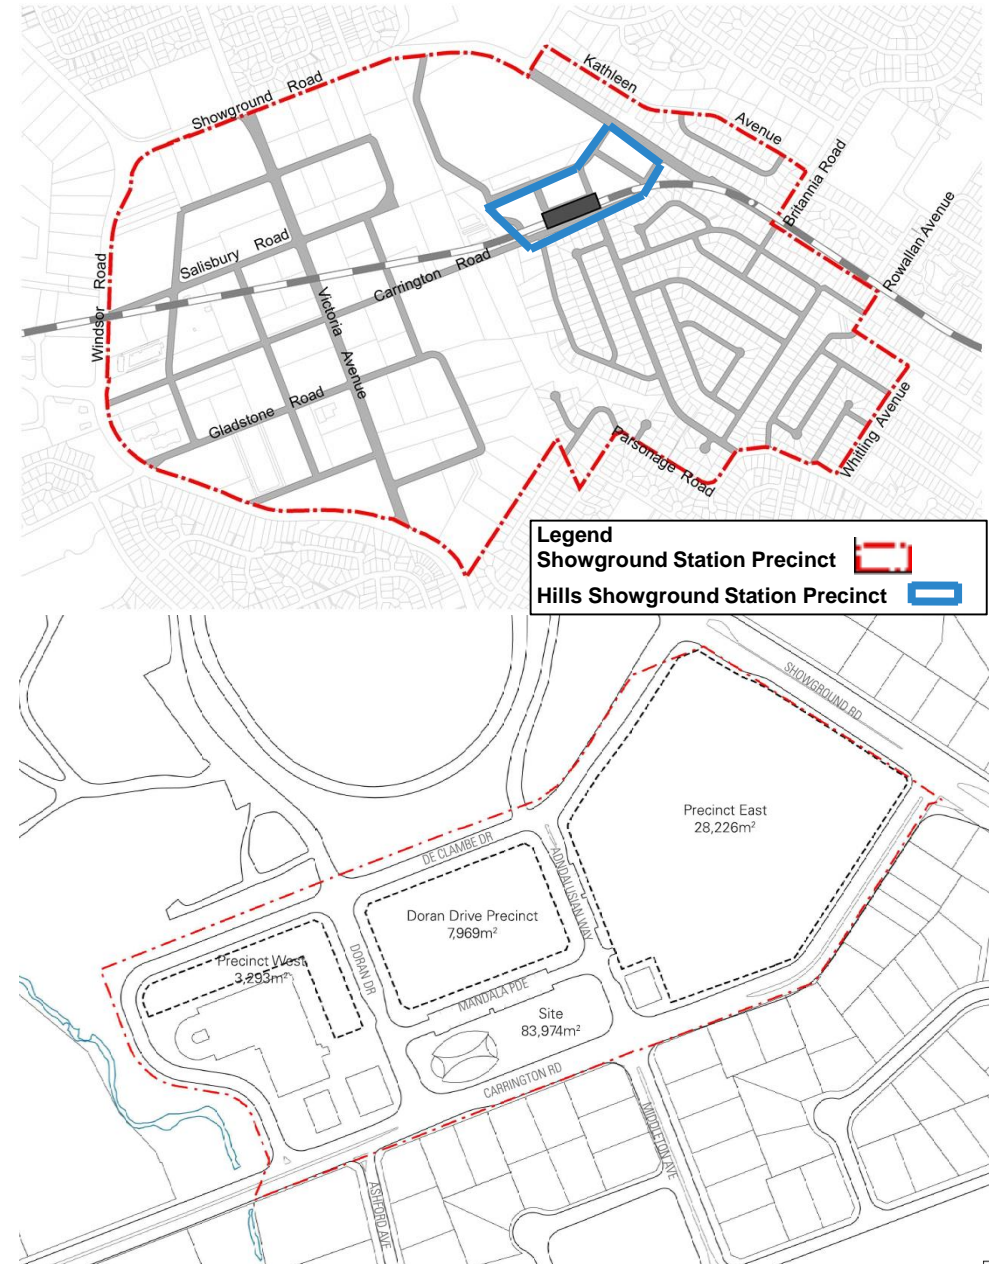 Kathleen
Avenue
Showground Road
Britannia Road
Rowallan Avenue
Salisbury Road
Carrington Road
Windsor Road
Victoria Avenue
Gladstone Road
Whitling Avenue
Parsonage Road
Legend
Showground Station Precinct
Hills Showground Station Precinct
SHOWGROUND RD
Precinct East
28,226m²
DE CLAMBE DR
ADNDALUSIAN WAY
Doran Drive Precinct
7,969m²
Precinct West
3,293m²
DORAN DR
MANDALA PDE
Site
83,974m²
CARRINGTON RD
MIDDLETON AVE
ASHFORD AVE